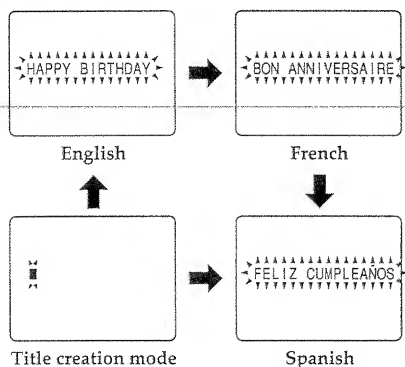 HAPPY BIRTHDAY
BON ANNIVERSAIRE
English
French
FELIZ CUMPLEAÑOS
Title creation mode
Spanish